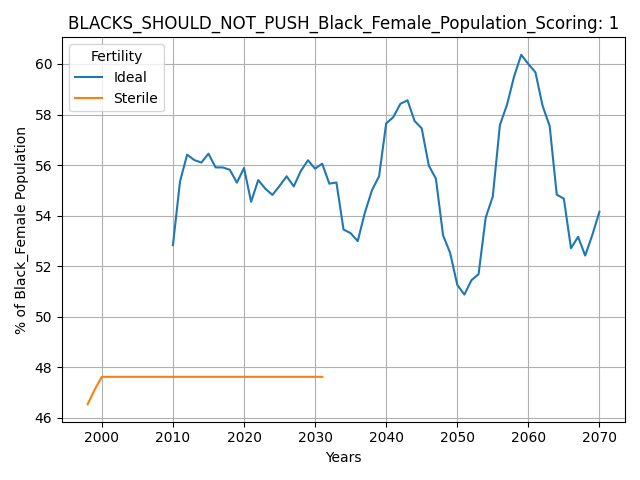 BLACKS_SHOULD_NOT_PUSH_Black_Female_Population_Scoring: 1
Fertility
Ideal
Sterile
% of Black_Female Population
60
58
56
54
52
50
48
46
2000 2010 2020 2030 2040 2050 2060 2070
Years